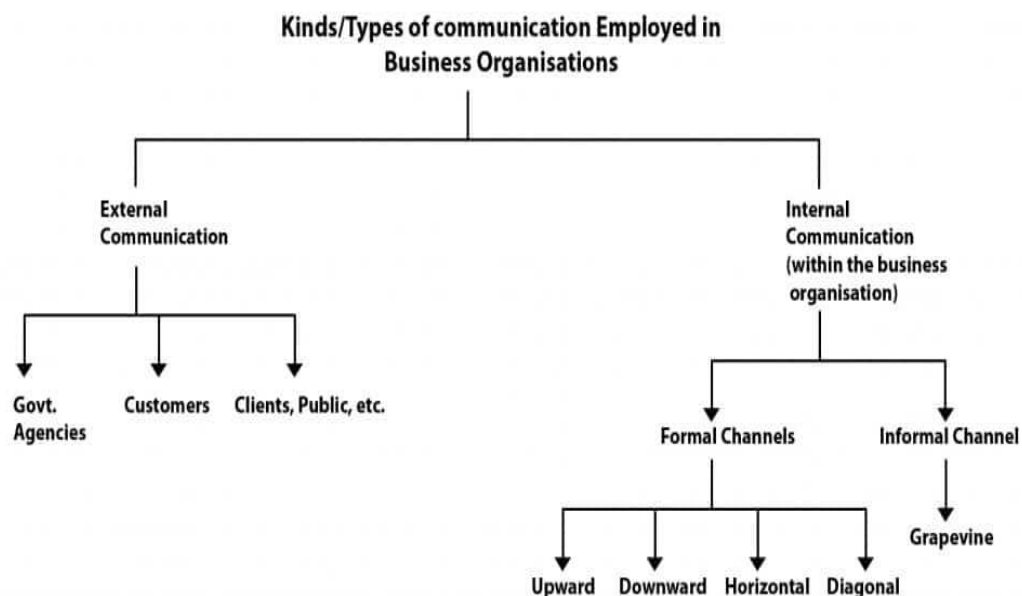 Kinds/Types of communication Employed in
Business Organisations
External
Communication
Internal
Communication
(within the business
organisation)
Govt.
Agencies
Customers
Clients, Public, etc.
Formal Channels
Informal Channel
Grapevine
Upward
Downward
Horizontal
Diagonal